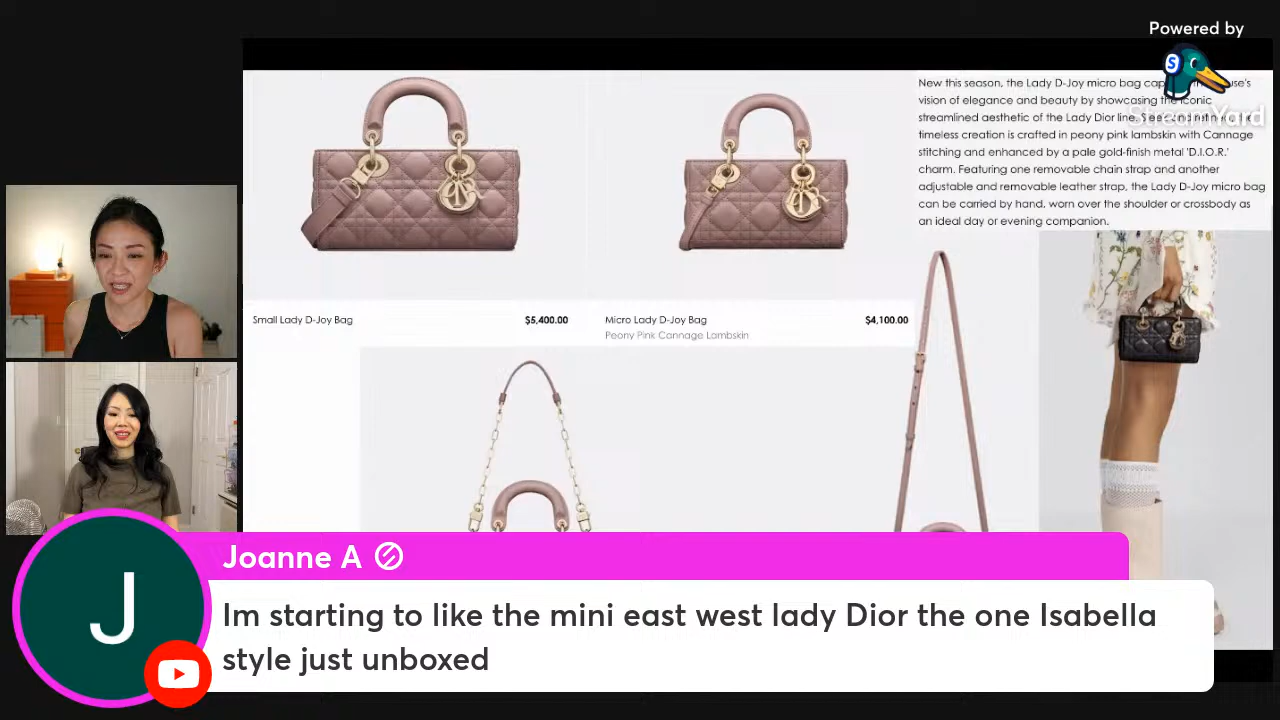 Powered by
StreamYard
New this season, the Lady D-Joy micro bag
vision of elegance and beauty by showcasing the iconic
streamlined aesthetic of the Lady Dior line.
timeless creation is crafted in peony pink lambskin with Cannage
stitching and enhanced by a pale gold-finish metal 'D.I.O.R.'
charm. Featuring one removable chain strap and another
adjustable and removable leather strap, the Lady D-Joy micro bag
can be carried by hand, worn over the shoulder or crossbody as
an ideal day or evening companion.
Small Lady D-Joy Bag $5,400.00
Micro Lady D-Joy Bag $4,100.00
Peony Pink Cannage Lambskin
Joanne A
J
Im starting to like the mini east west lady Dior the one Isabella
style just unboxed